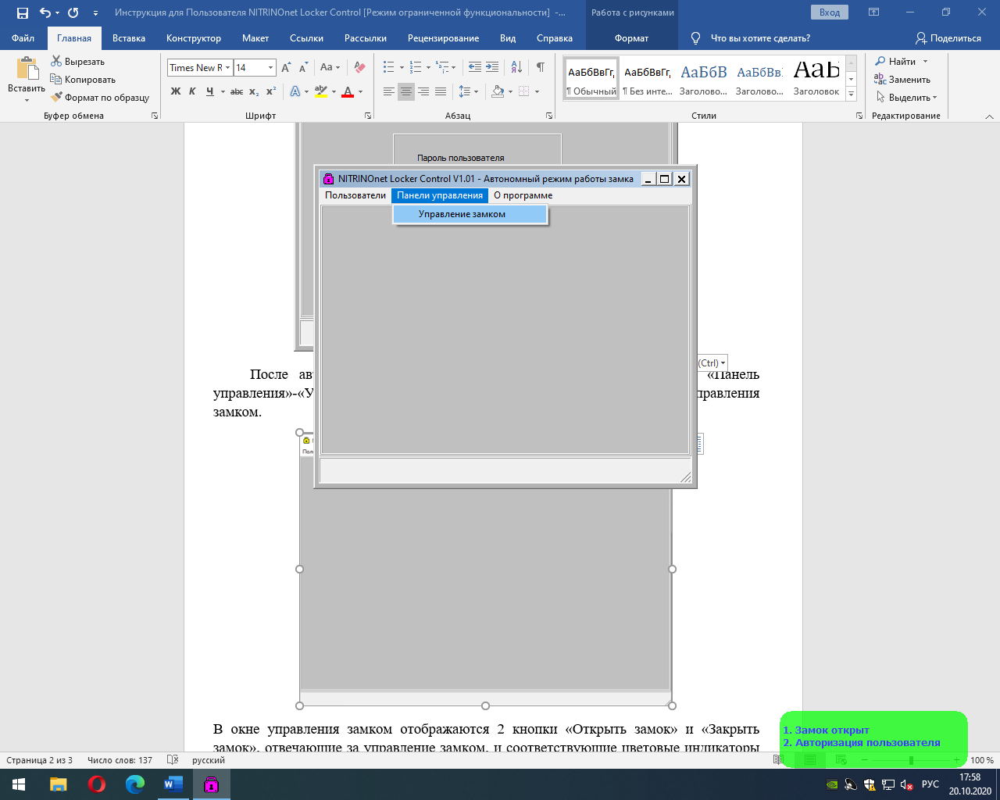 Инструкция для Пользователя NITRINOnet Locker Control [Режим ограниченной функциональности] -...
Работа с рисунками
Вход
Файл Главная Вставка Конструктор Макет Ссылки Рассылки Рецензирование Вид Справка Формат Что вы хотите сделать? Поделиться
Вставить
Вырезать
Копировать
Формат по образцу
Буфер обмена
Times New R 14
Aa
Ж К Ч abc x₂ x²
Шрифт
Абзац
АаБбВвГг, АаБбВвГг, АаБбВ АаБбВв АаЬ
¶ Обычный ¶ Без инте... Заголово... Заголово... Заголовок
Стили
Найти
Заменить
Выделить
Редактирование
Пароль пользователя
NITRINOnet Locker Control V1.01 - Автономный режим работы замка
Пользователи Панели управления О программе
Управление замком
(Ctrl)
После «Панель
замком.
В окне управления замком отображаются 2 кнопки «Открыть замок» и «Закрыть
замок», отвечающие за управление замком, и соответствующие цветовые индикаторы
1. Замок открыт
2. Авторизация пользователя
Страница 2 из 3 Число слов: 137 русский 100 %
РУС
17:58
20.10.2020